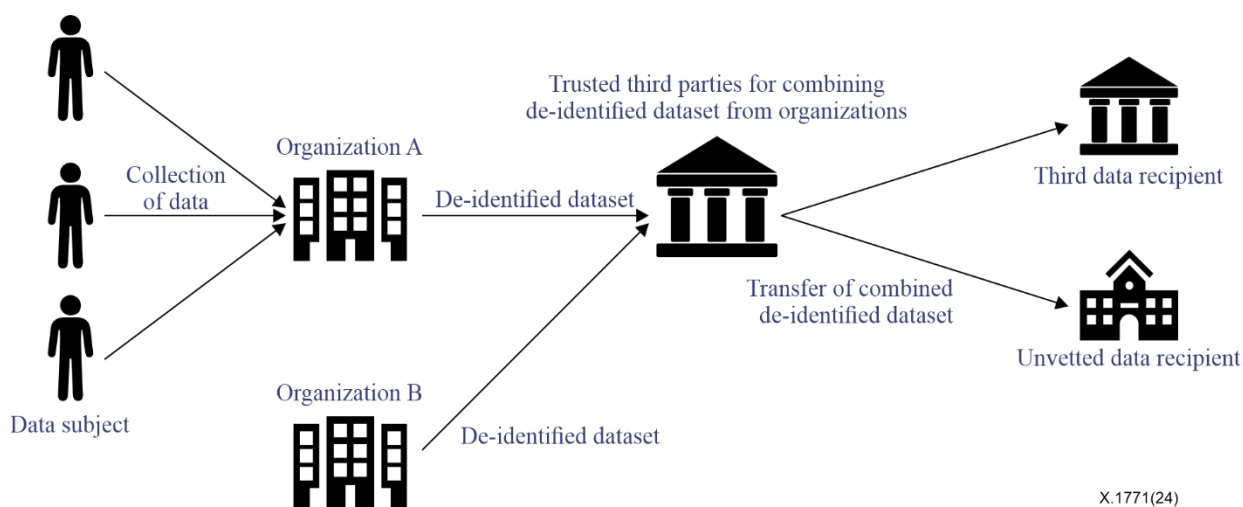 Trusted third parties for combining
de-identified dataset from organizations
Organization A
Collection
of data
De-identified dataset
Third data recipient
Transfer of combined
de-identified dataset
Unvetted data recipient
Organization B
Data subject
De-identified dataset
X.1771(24)